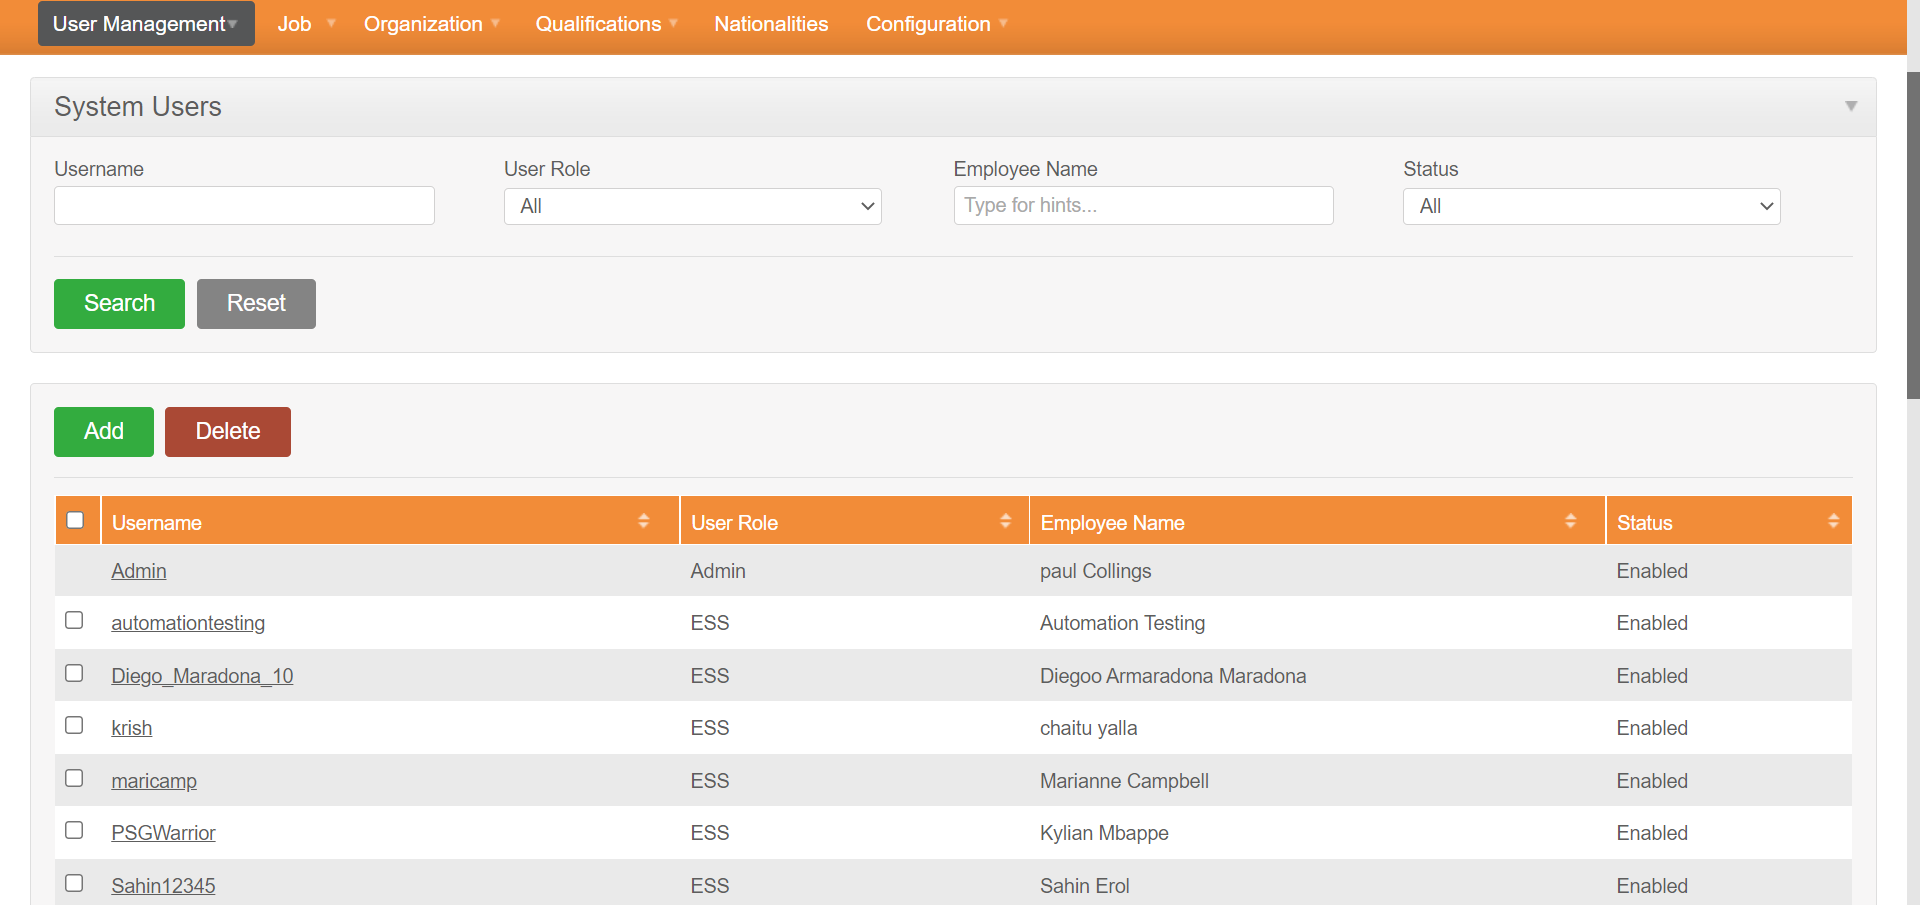 User Management Job Organization Qualifications Nationalities Configuration
System Users
Username User Role Employee Name Status
All Type for hints... All
Search Reset
Add Delete
Username User Role Employee Name Status
Admin Admin paul Collings Enabled
automationtesting ESS Automation Testing Enabled
Diego_Maradona_10 ESS Diegoo Armaradona Maradona Enabled
krish ESS chaitu yalla Enabled
maricamp ESS Marianne Campbell Enabled
PSGWarrior ESS Kylian Mbappe Enabled
Sahin12345 ESS Sahin Erol Enabled